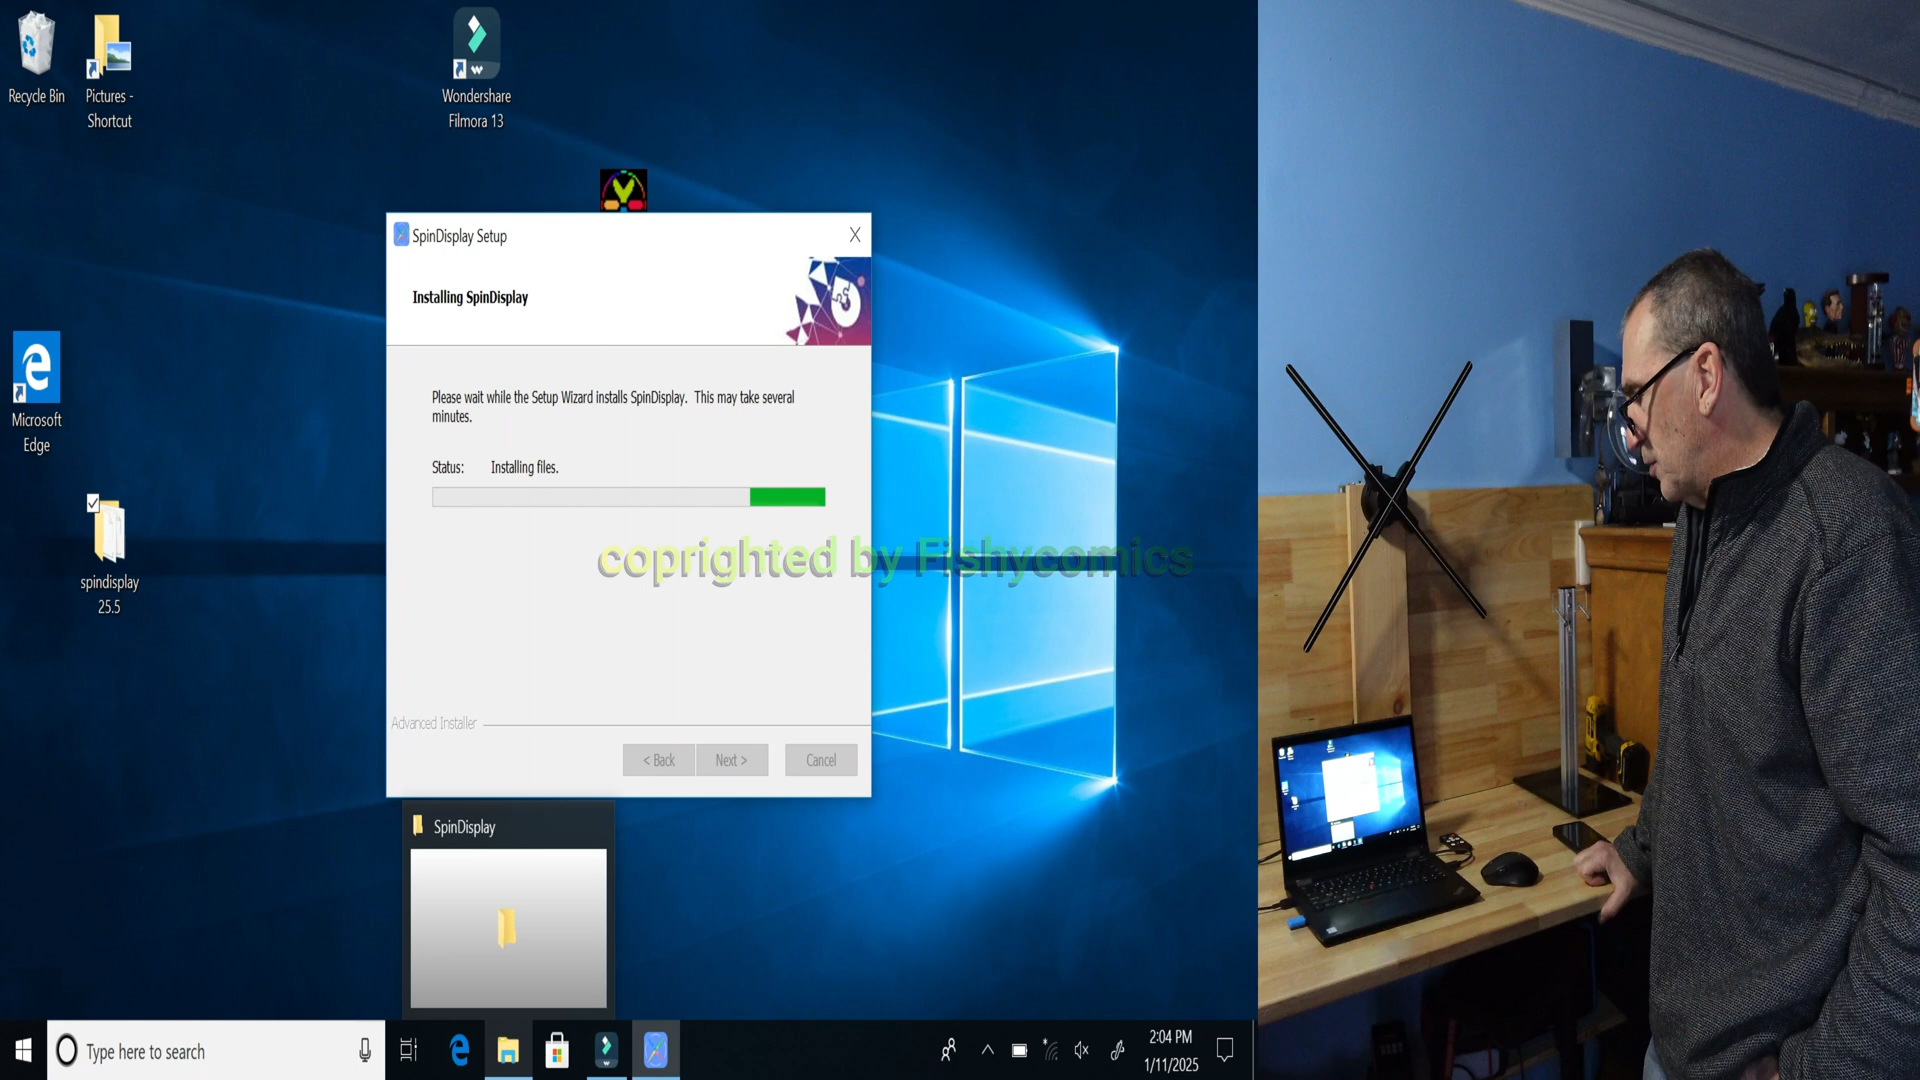 Recycle Bin
Pictures -
Shortcut
Wondershare
Filmora 13
SpinDisplay Setup
X
Installing SpinDisplay
Please wait while the Setup Wizard installs SpinDisplay. This may take several
minutes.
Status: Installing files.
coprighted by Fishycomics
Microsoft
Edge
spindisplay
25.5
Advanced Installer
< Back
Next >
Cancel
SpinDisplay
Type here to search
2:04 PM
1/11/2025